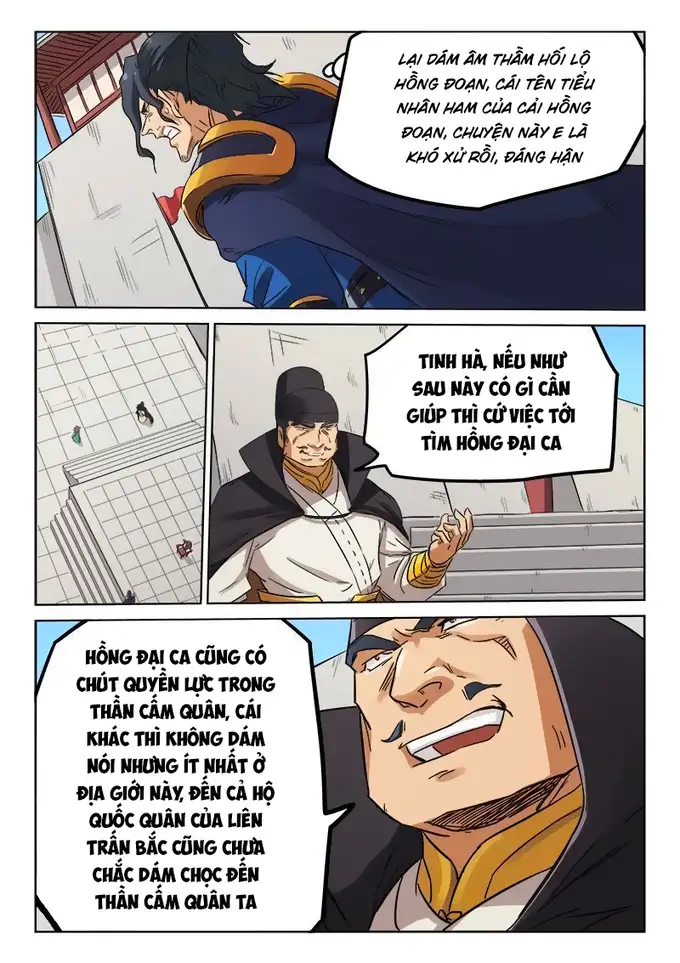 LẠI DÁM ÂM THẦM HỐI LỘ
HỒNG ĐOẠN, CÁI TÊN TIỂU
NHÂN HAM CỦA CẢI HỒNG
ĐOẠN, CHUYỆN NÀY E LÀ
KHÓ XỬ RỒI, ĐÁNG HẬN
TINH HÀ, NẾU NHƯ
SAU NÀY CÓ GÌ CẦN
GIÚP THÌ CỨ VIỆC TỚI
TÌM HỒNG ĐẠI CA
HỒNG ĐẠI CA CŨNG CÓ
CHÚT QUYỀN LỰC TRONG
THẦN CẤM QUÂN, CÁI
KHÁC THÌ KHÔNG DÁM
NÓI NHƯNG ÍT NHẤT Ở
ĐỊA GIỚI NÀY, ĐẾN CẢ HỘ
QUỐC QUÂN CỦA LIÊN
TRẤN BẮC CŨNG CHƯA
CHẮC DÁM CHỌC ĐẾN
THẦN CẤM QUÂN TA